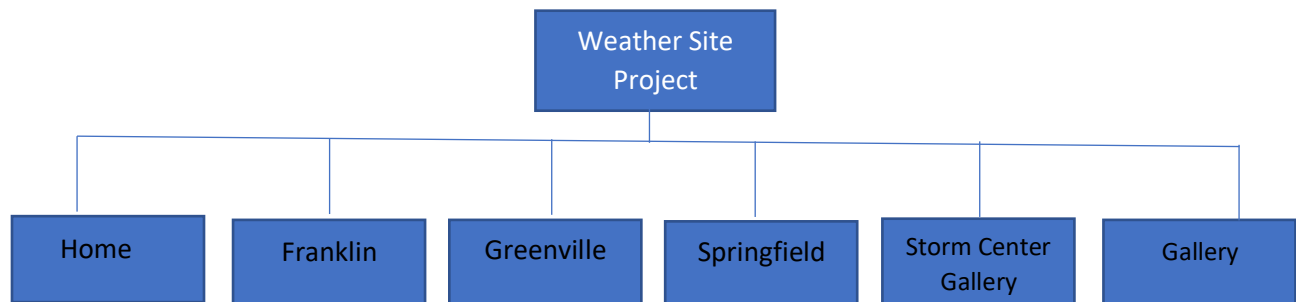 Weather Site
Project
Home
Franklin
Greenville
Springfield
Storm Center
Gallery
Gallery